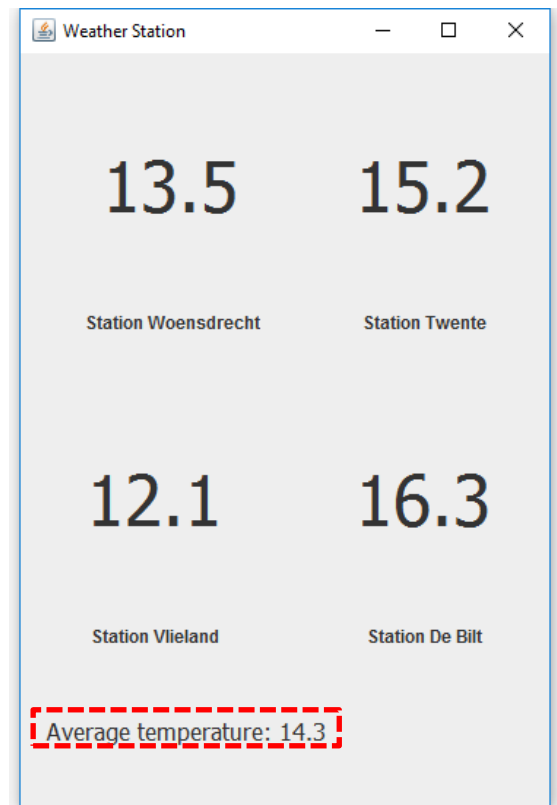 Weather Station
13.5 15.2
Station Woensdrecht Station Twente
12.1 16.3
Station Vlieland Station De Bilt
Average temperature: 14.3